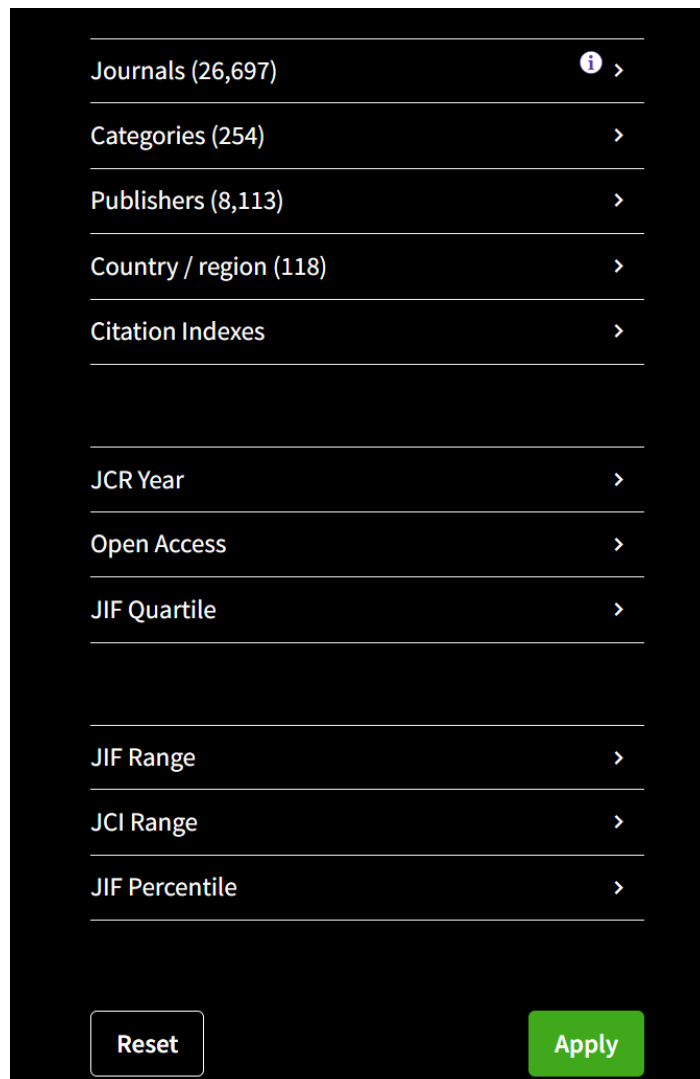 Journals (26,697)
Categories (254)
Publishers (8,113)
Country / region (118)
Citation Indexes
JCR Year
Open Access
JIF Quartile
JIF Range
JCI Range
JIF Percentile
Reset
Apply